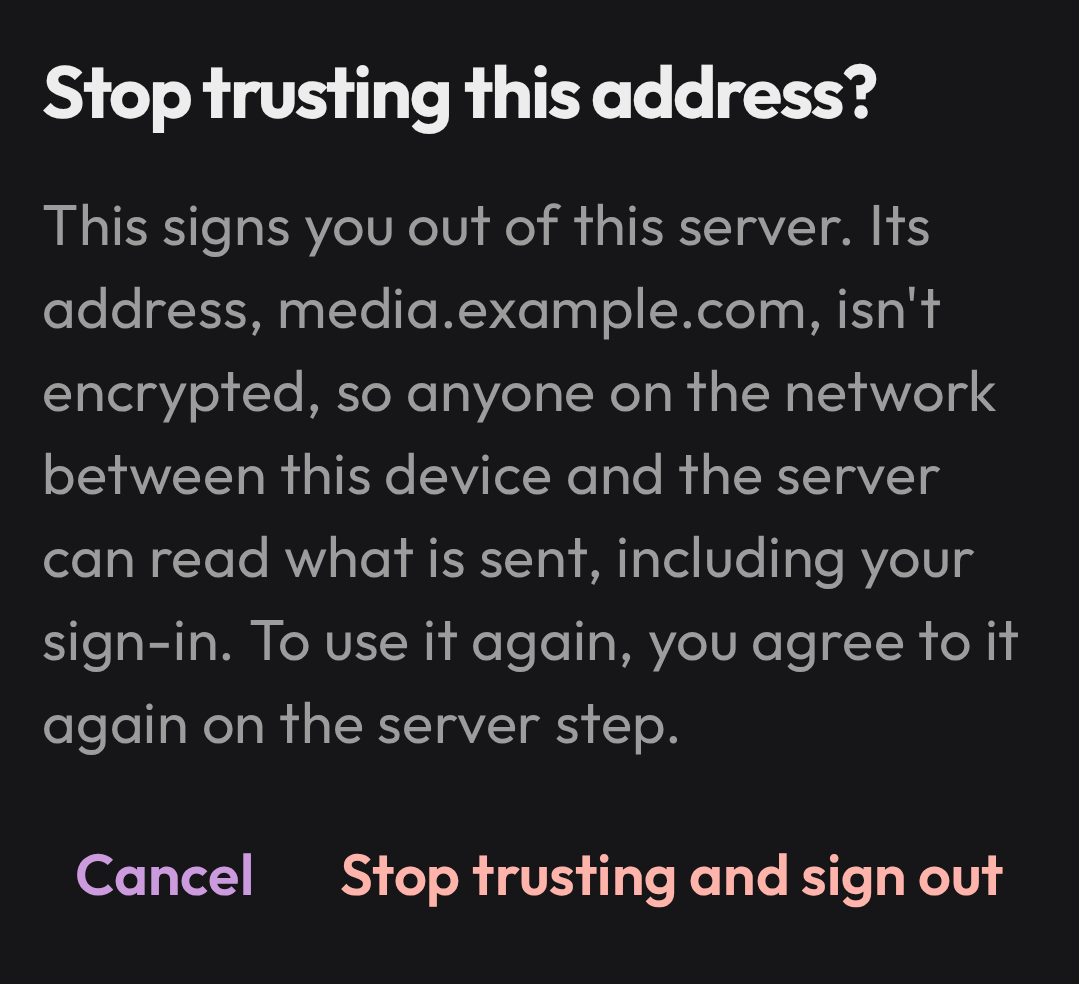 Stop trusting this address?
This signs you out of this server. Its
address, media.example.com, isn't
encrypted, so anyone on the network
between this device and the server
can read what is sent, including your
sign-in. To use it again, you agree to it
again on the server step.
Cancel Stop trusting and sign out